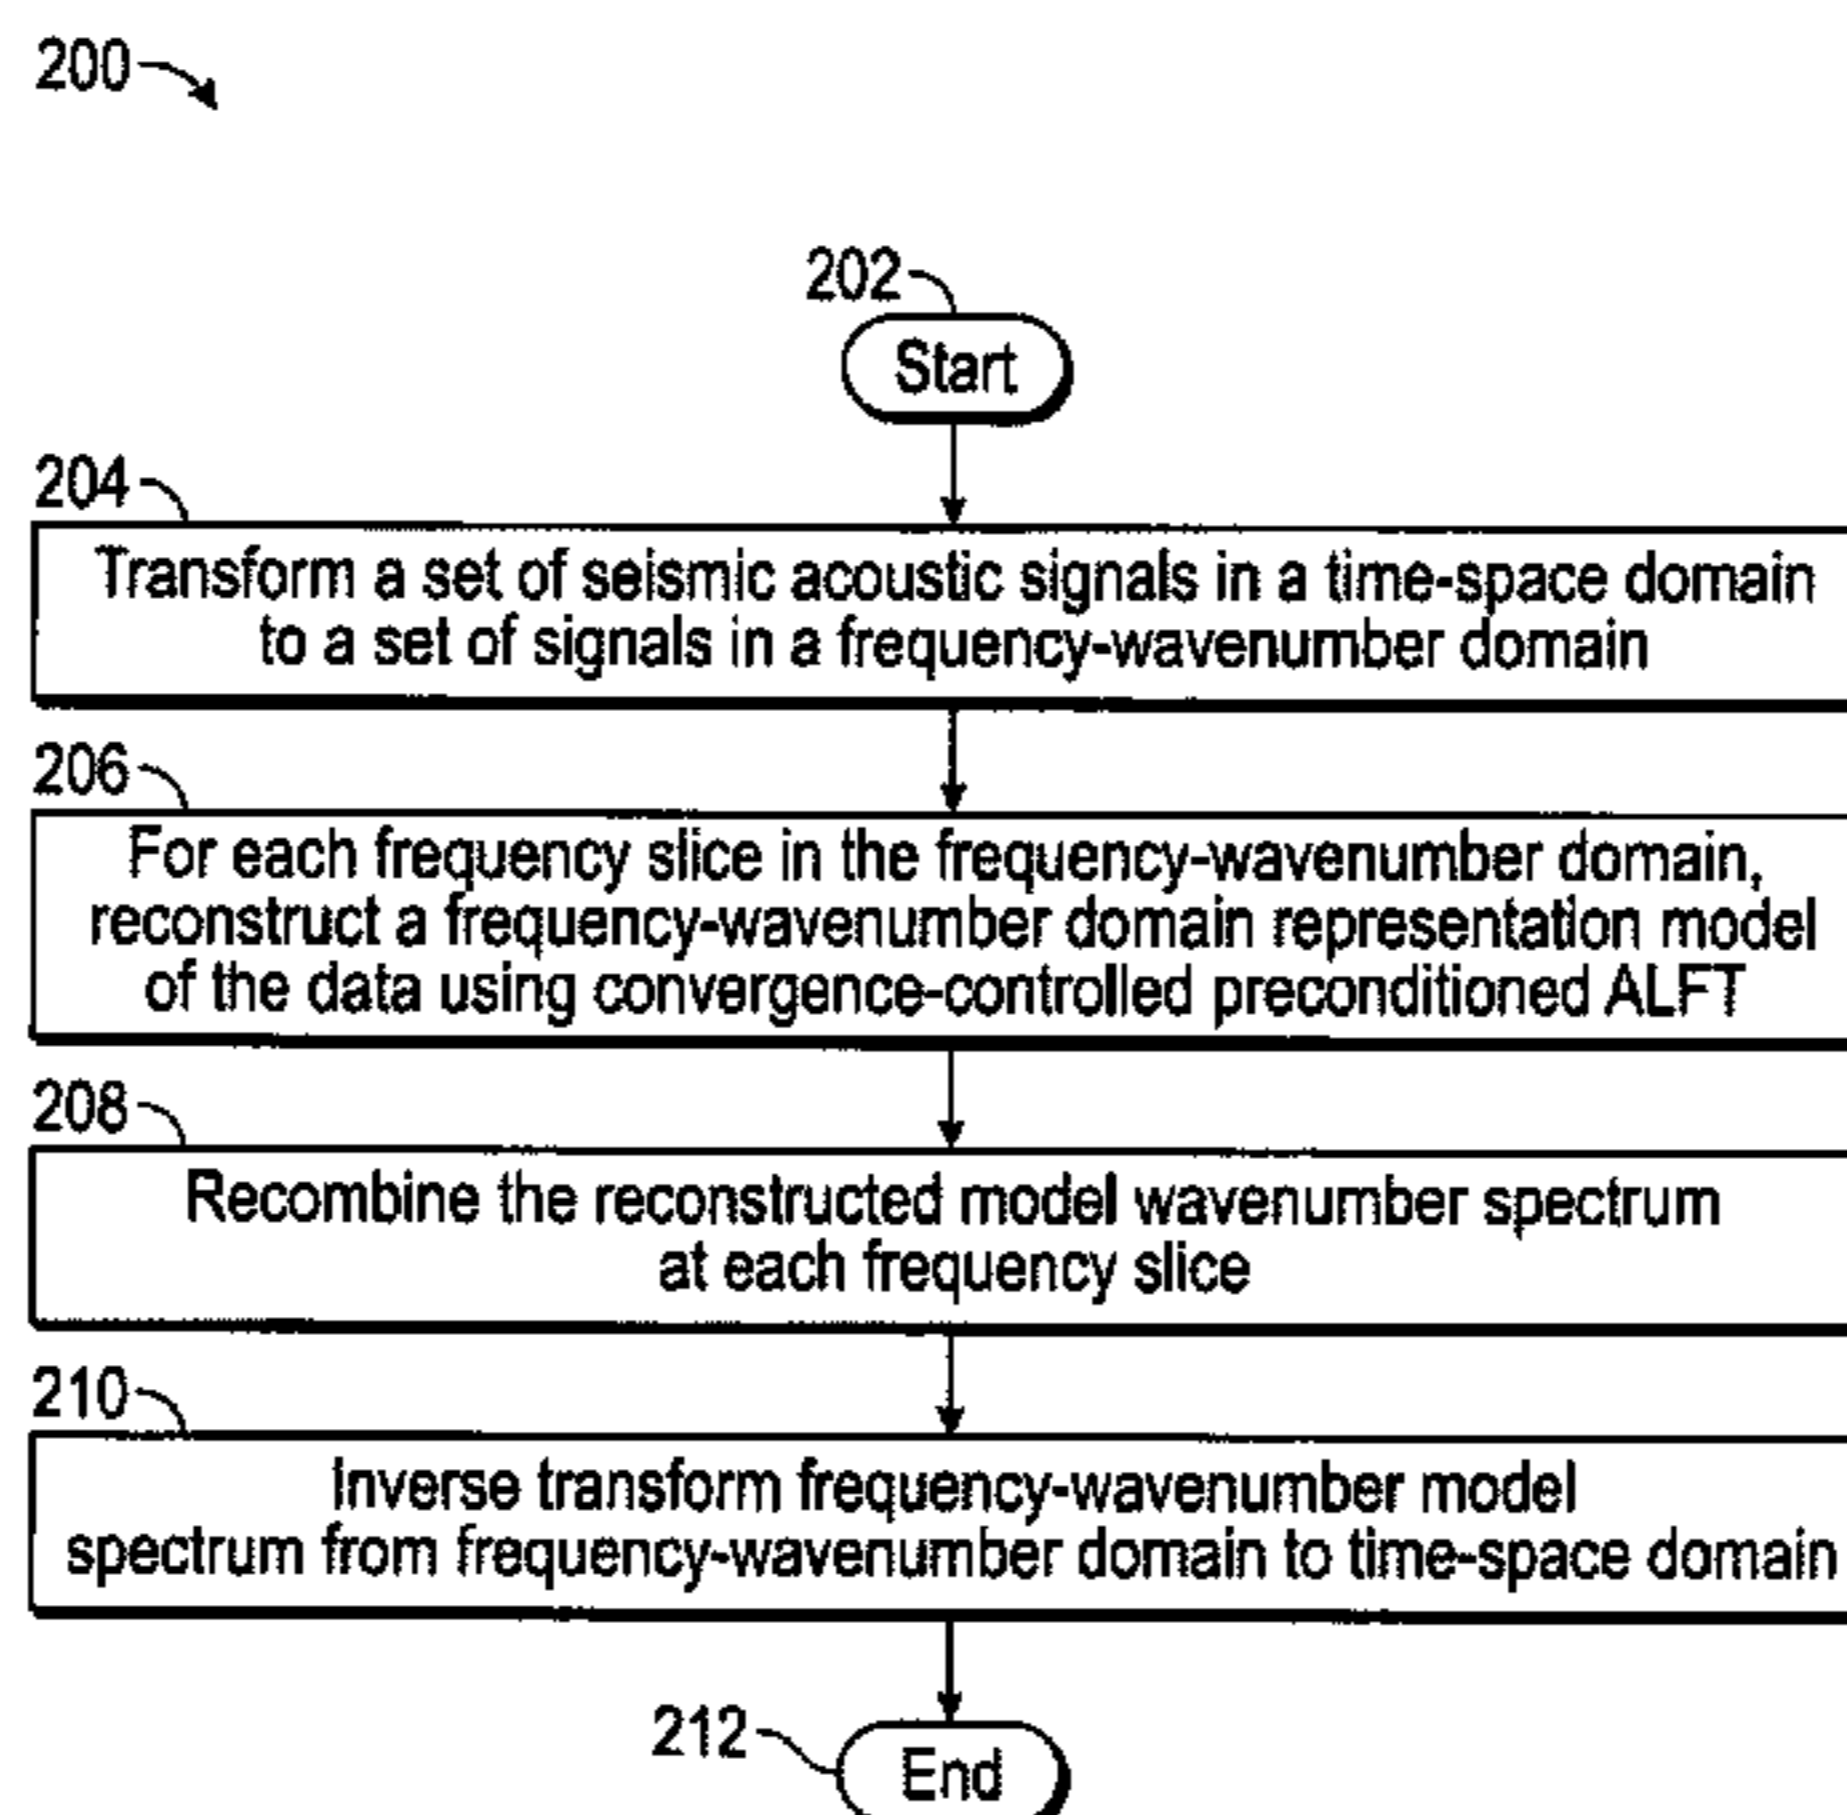 200
202
Start
204
Transform a set of seismic acoustic signals in a time-space domain
to a set of signals in a frequency-wavenumber domain
206
For each frequency slice in the frequency-wavenumber domain,
reconstruct a frequency-wavenumber domain representation model
of the data using convergence-controlled preconditioned ALFT
208
Recombine the reconstructed model wavenumber spectrum
at each frequency slice
210
Inverse transform frequency-wavenumber model
spectrum from frequency-wavenumber domain to time-space domain
212
End